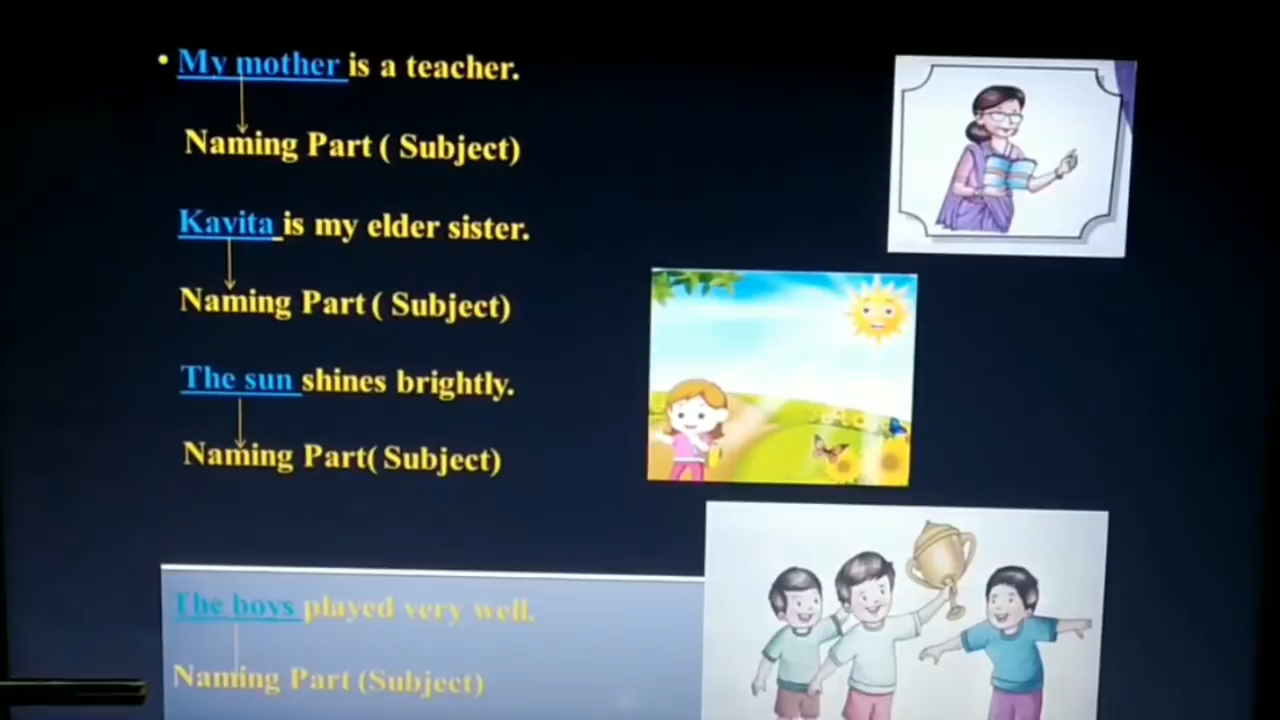 • My mother is a teacher.
Naming Part ( Subject)
Kavita is my elder sister.
Naming Part ( Subject)
The sun shines brightly.
Naming Part( Subject)
The boys played very well.
Naming Part (Subject)